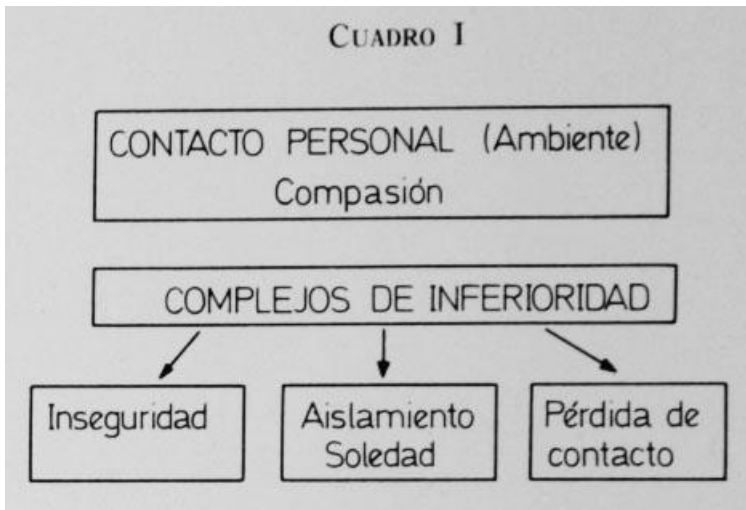 CUADRO I
CONTACTO PERSONAL (Ambiente)
Compasión
COMPLEJOS DE INFERIORIDAD
Inseguridad
Aislamiento
Soledad
Pérdida de
contacto